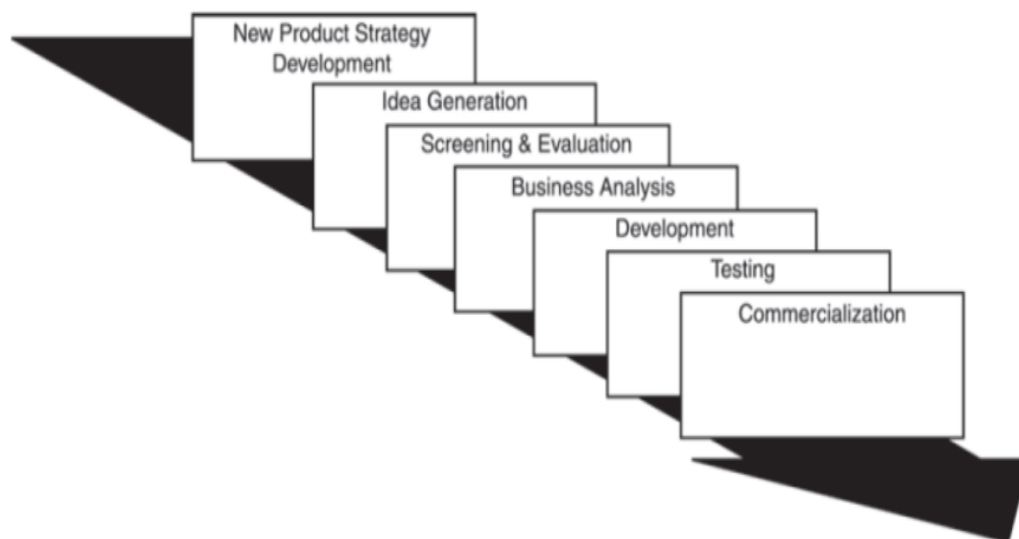 New Product Strategy
Development
Idea Generation
Screening & Evaluation
Business Analysis
Development
Testing
Commercialization